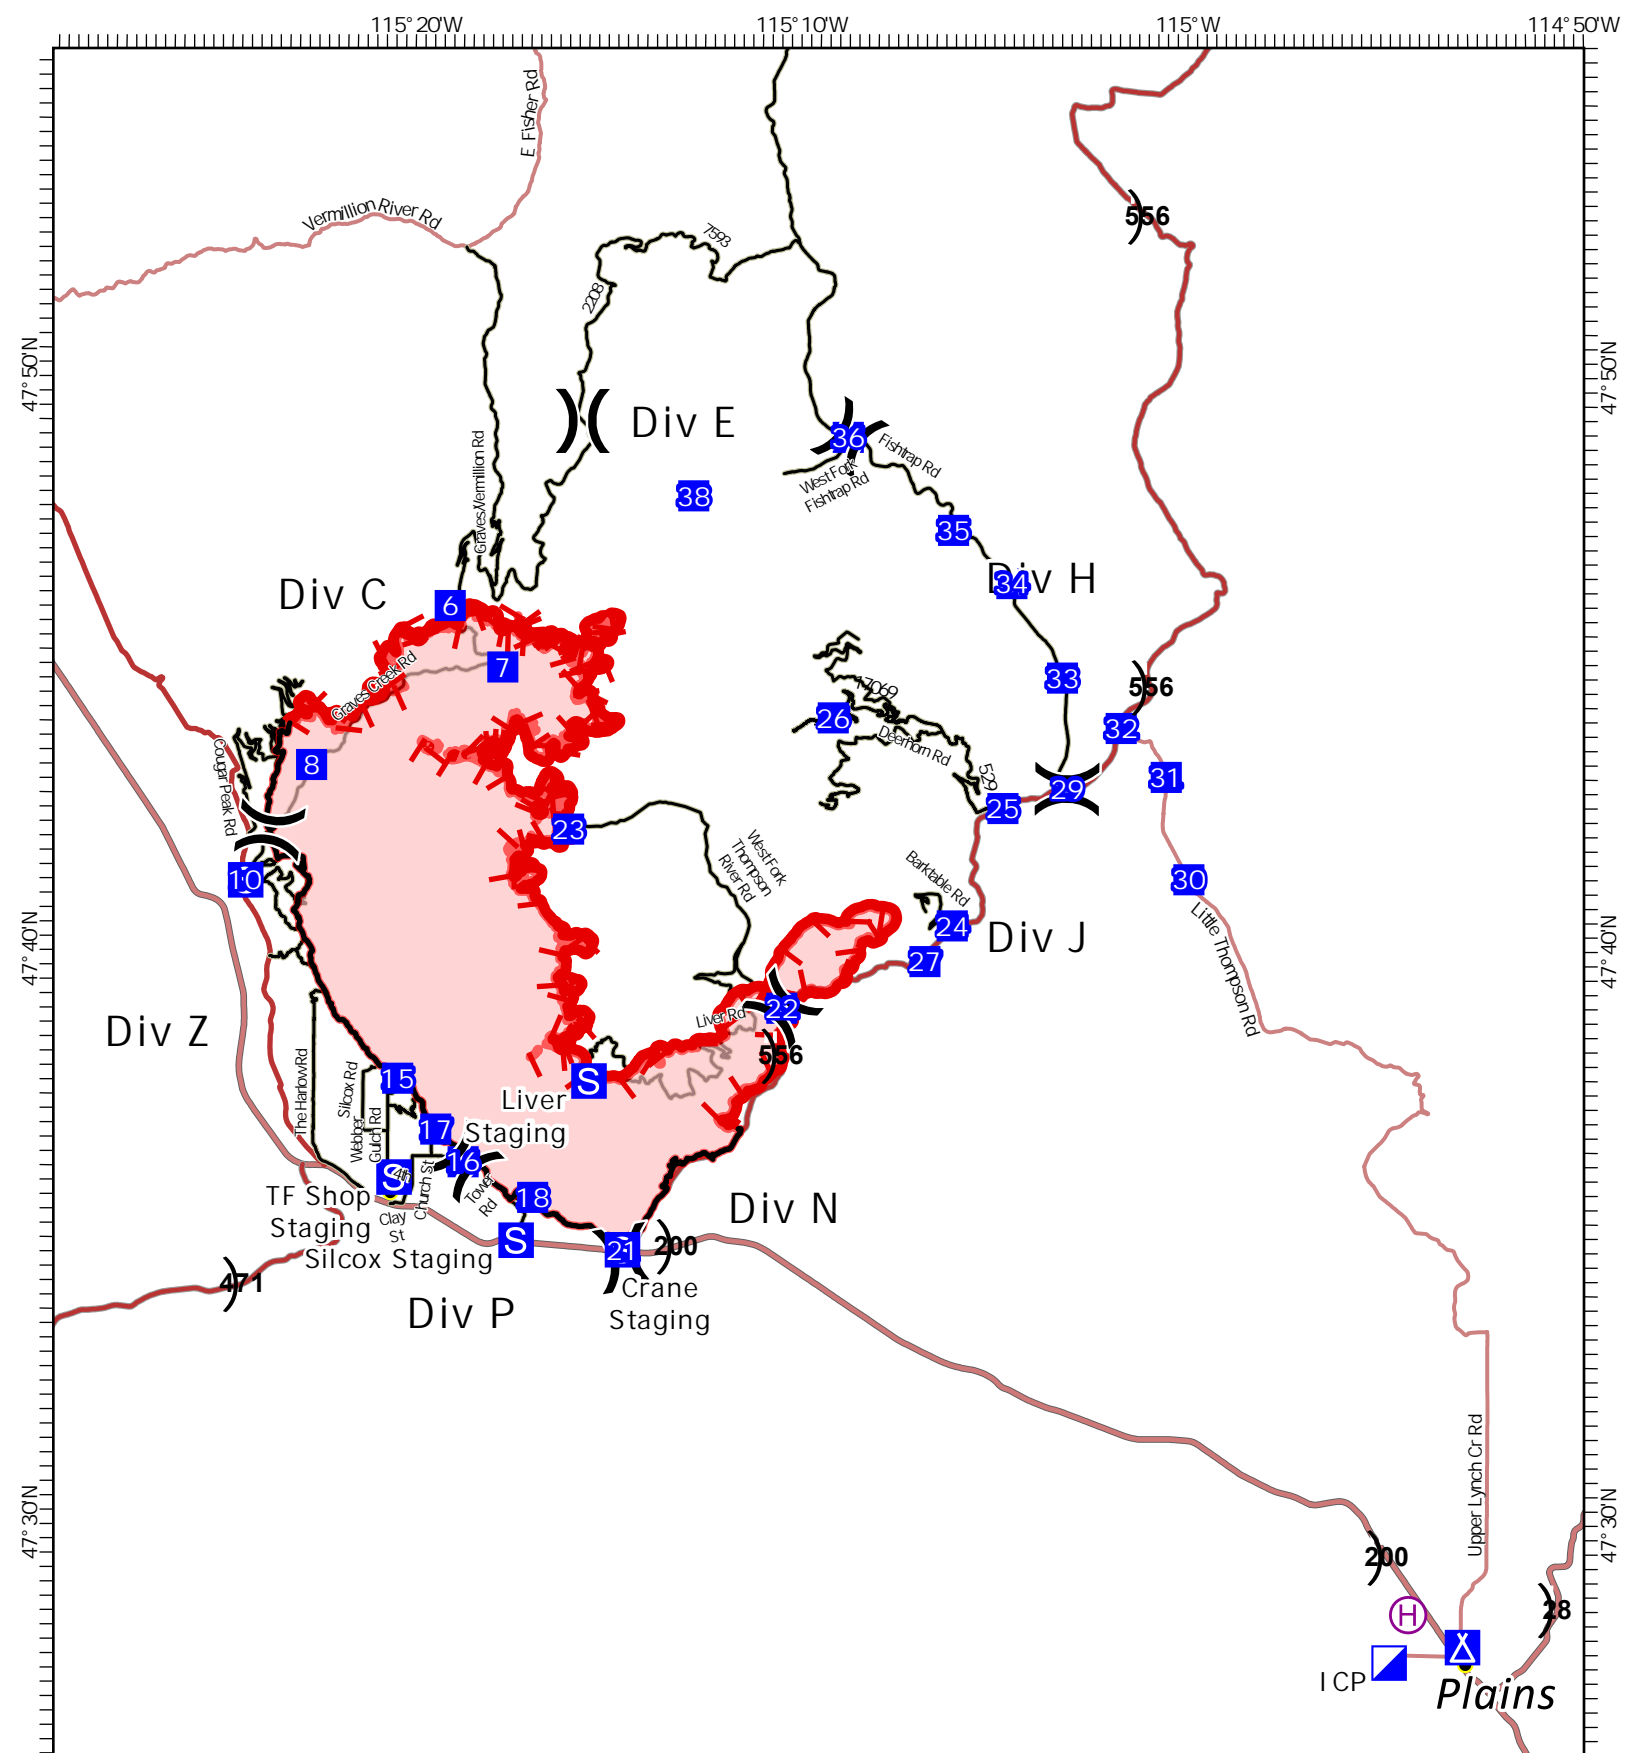 115°20'W
115°10'W
115°W
114°50'W
E Fisher Rd
Vermillion River Rd
7593
2208
556
47°50'N
47°50'N
Div E
36
Fishtrap Rd
West Fork
Fishtrap Rd
38
Graves/Vermillion Rd
35
Div H
34
Div C
6
7
33
Graves Creek Rd
17069
556
26
32
Deerhorn Rd
Cougar Peak Rd
8
529
31
29
25
23
West Fork
Thompson
River Rd
10
Barktable Rd
30
24
Little Thompson Rd
Div J
47°40'N
47°40'N
27
22
Liver Rd
Div Z
556
The Harlow Rd
Silcox Rd
15
S
Liver
Staging
Webber
Gulch Rd
17
16
S
4th
Church St
Tower
Rd
18
TF Shop
Staging
Clay
St
Div N
S
Silcox Staging
21
200
471
Crane
Staging
Div P
Upper Lynch Cr Rd
47°30'N
47°30'N
200
28
H
ICP
Plains